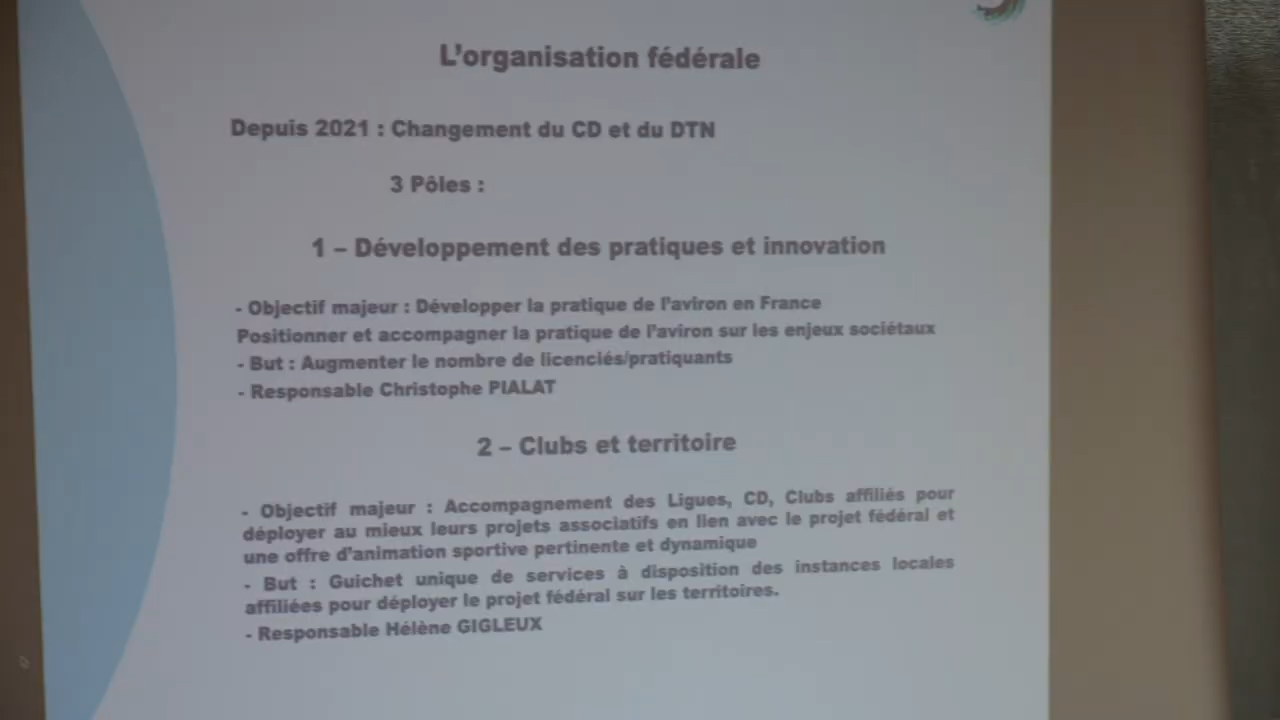 L'organisation fédérale
Depuis 2021 : Changement du CD et du DTN
3 Pôles :
1 – Développement des pratiques et innovation
- Objectif majeur : Développer la pratique de l'aviron en France
Positionner et accompagner la pratique de l'aviron sur les enjeux sociétaux
- But : Augmenter le nombre de licenciés/pratiquants
- Responsable Christophe PIALAT
2 – Clubs et territoire
- Objectif majeur : Accompagnement des Ligues, CD, Clubs affiliés pour
déployer au mieux leurs projets associatifs en lien avec le projet fédéral et
une offre d'animation sportive pertinente et dynamique
- But : Guichet unique de services à disposition des instances locales
affiliées pour déployer le projet fédéral sur les territoires.
- Responsable Hélène GIGLEUX